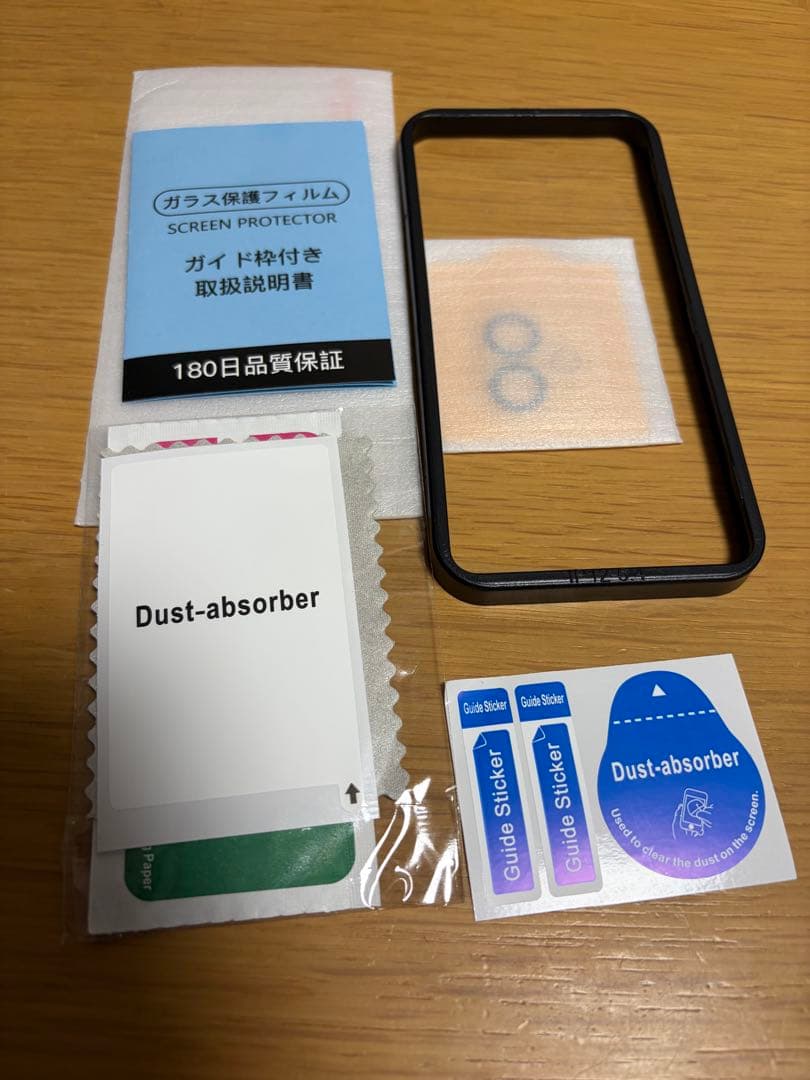 ガラス保護フィルム
SCREEN PROTECTOR
ガイド枠付き
取扱説明書
180日品質保証
Dust-absorber
Paper
Guide Sticker
Guide Sticker
Guide Sticker
Guide Sticker
Dust-absorber
Used to clear the dust on the screen.